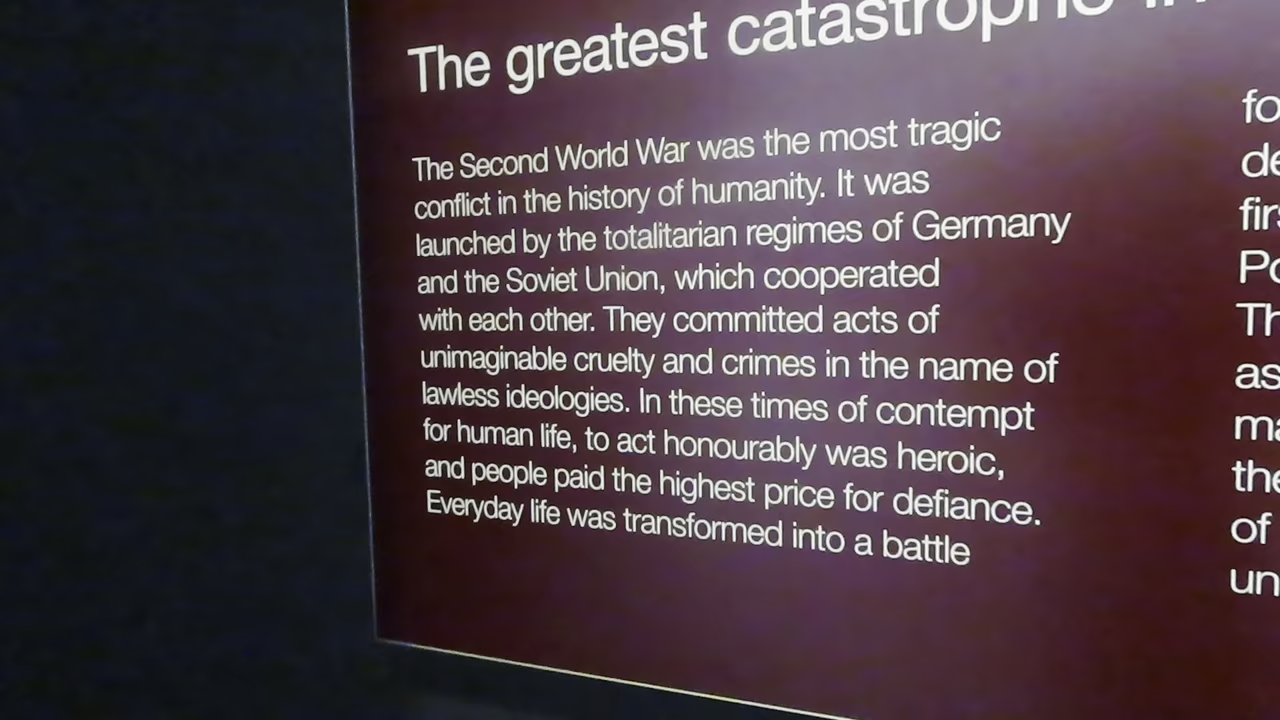 The greatest catastrophe in
The Second World War was the most tragic
conflict in the history of humanity. It was
launched by the totalitarian regimes of Germany
and the Soviet Union, which cooperated
with each other. They committed acts of
unimaginable cruelty and crimes in the name of
lawless ideologies. In these times of contempt
for human life, to act honourably was heroic,
and people paid the highest price for defiance.
Everyday life was transformed into a battle
of